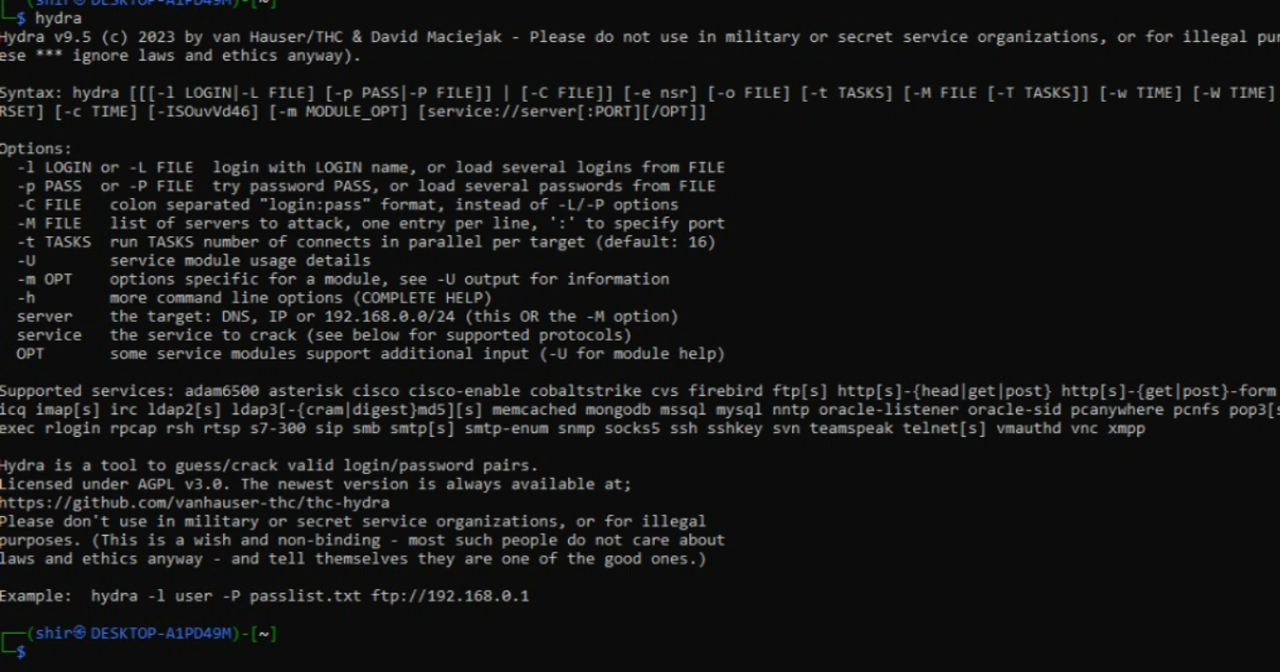 (shir㉿DESKTOP-A1PD49M)-[~]
└─$ hydra
Hydra v9.5 (c) 2023 by van Hauser/THC & David Maciejak - Please do not use in military or secret service organizations, or for illegal pur
ese *** ignore laws and ethics anyway).
Syntax: hydra [[[-l LOGIN|-L FILE] [-p PASS|-P FILE]] | [-C FILE]] [-e nsr] [-o FILE] [-t TASKS] [-M FILE [-T TASKS]] [-w TIME] [-W TIME]
RSET] [-c TIME] [-ISOuvVd46] [-m MODULE_OPT] [service://server[:PORT][/OPT]]
Options:
-l LOGIN or -L FILE login with LOGIN name, or load several logins from FILE
-p PASS or -P FILE try password PASS, or load several passwords from FILE
-C FILE colon separated "login:pass" format, instead of -L/-P options
-M FILE list of servers to attack, one entry per line, ':' to specify port
-t TASKS run TASKS number of connects in parallel per target (default: 16)
-U service module usage details
-m OPT options specific for a module, see -U output for information
-h more command line options (COMPLETE HELP)
server the target: DNS, IP or 192.168.0.0/24 (this OR the -M option)
service the service to crack (see below for supported protocols)
OPT some service modules support additional input (-U for module help)
Supported services: adam6500 asterisk cisco cisco-enable cobaltstrike cvs firebird ftp[s] http[s]-{head|get|post} http[s]-{get|post}-form
icq imap[s] irc ldap2[s] ldap3[-{cram|digest}md5][s] memcached mongodb mssql mysql nntp oracle-listener oracle-sid pcanywhere pcnfs pop3[s
exec rlogin rpcap rsh rtsp s7-300 sip smb smtp[s] smtp-enum snmp socks5 ssh sshkey svn teamspeak telnet[s] vmauthd vnc xmpp
Hydra is a tool to guess/crack valid login/password pairs.
Licensed under AGPL v3.0. The newest version is always available at;
https://github.com/vanhauser-thc/thc-hydra
Please don't use in military or secret service organizations, or for illegal
purposes. (This is a wish and non-binding - most such people do not care about
laws and ethics anyway - and tell themselves they are one of the good ones.)
Example: hydra -l user -P passlist.txt ftp://192.168.0.1
┌──(shir㉿DESKTOP-A1PD49M)-[~]
└─$